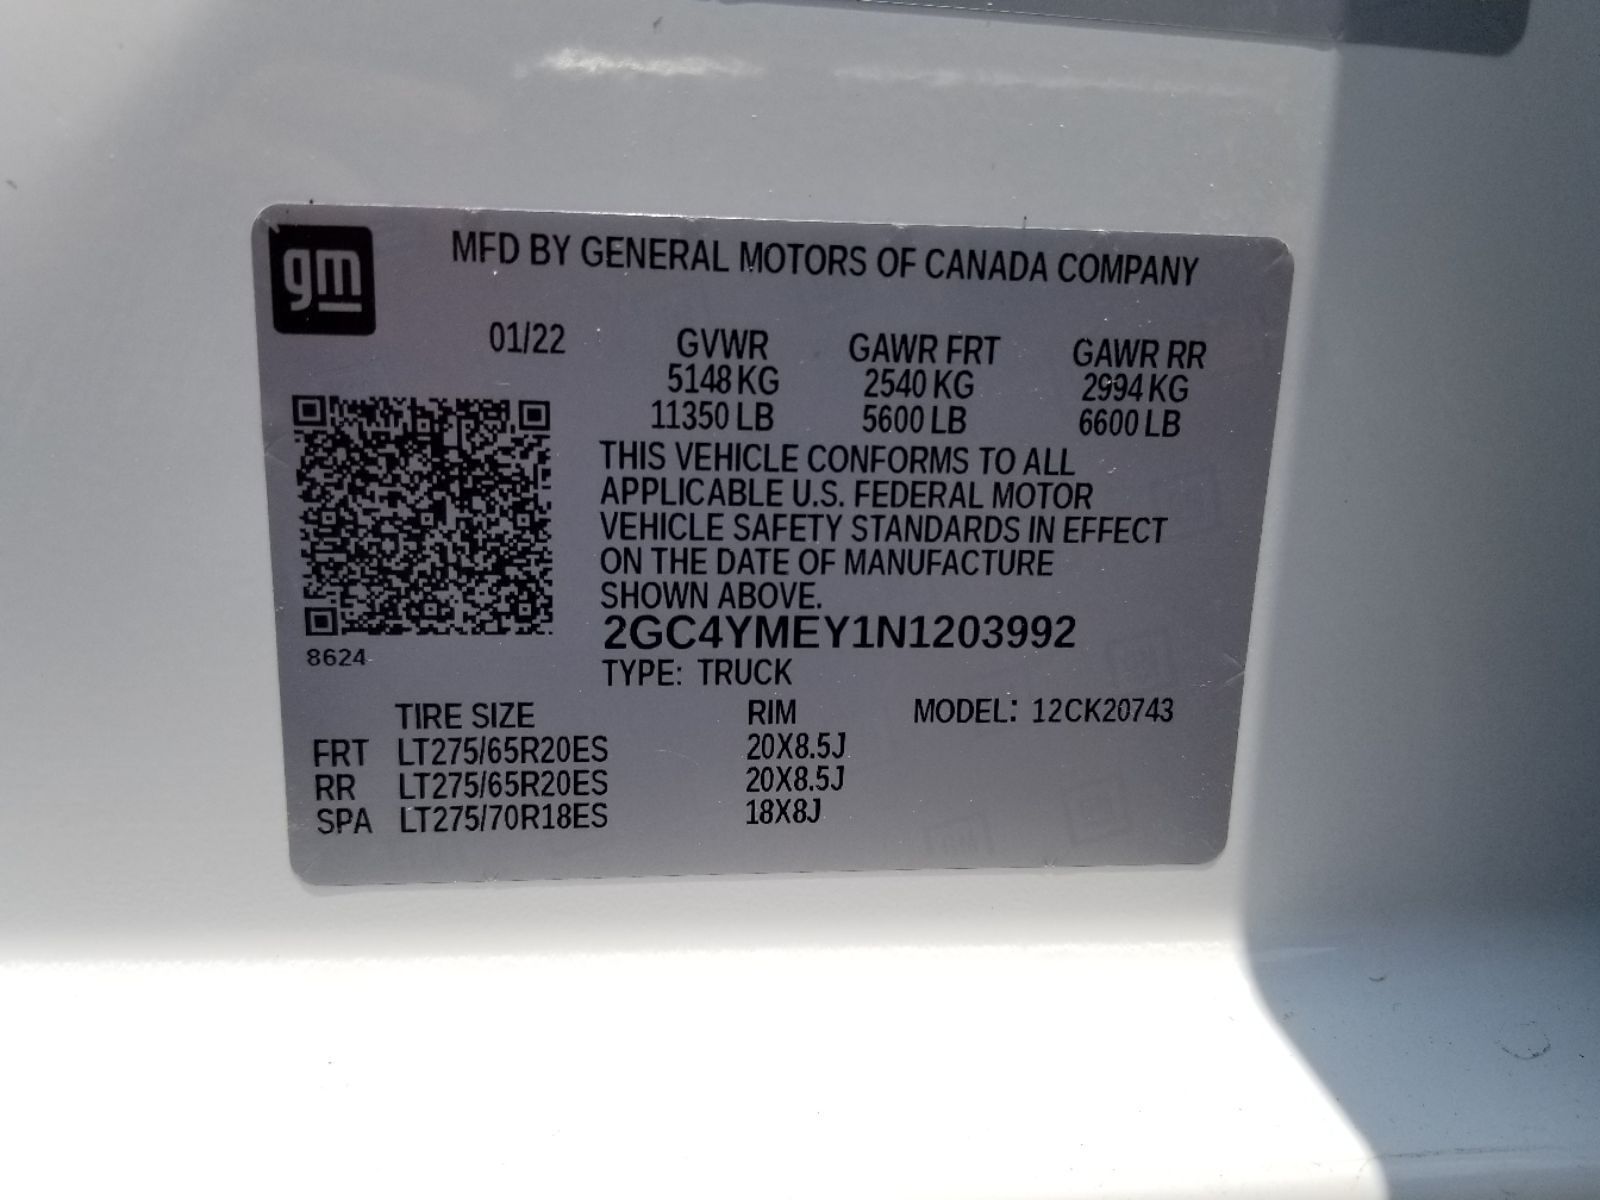 gm
MFD BY GENERAL MOTORS OF CANADA COMPANY
01/22 GVWR GAWR FRT GAWR RR
5148 KG 2540 KG 2994 KG
11350 LB 5600 LB 6600 LB
THIS VEHICLE CONFORMS TO ALL
APPLICABLE U.S. FEDERAL MOTOR
VEHICLE SAFETY STANDARDS IN EFFECT
ON THE DATE OF MANUFACTURE
SHOWN ABOVE.
2GC4YMEY1N1203992
8624
TYPE: TRUCK
TIRE SIZE RIM MODEL: 12CK20743
FRT LT275/65R20ES 20X8.5J
RR LT275/65R20ES 20X8.5J
SPA LT275/70R18ES 18X8J